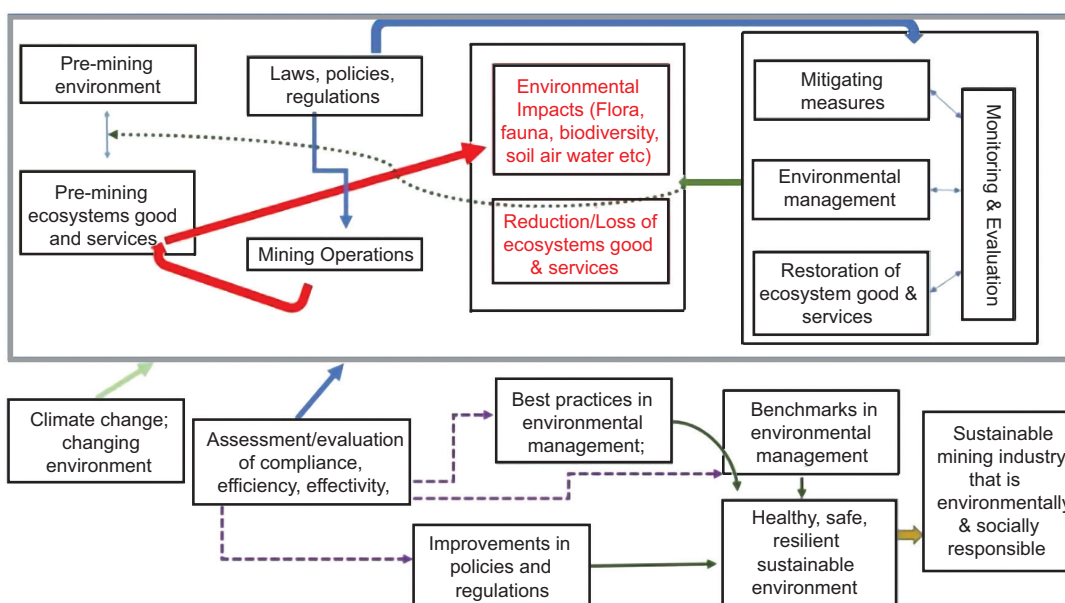 Pre-mining
environment
Laws, policies,
regulations
Environmental
Impacts (Flora,
fauna, biodiversity,
soil air water etc)
Mitigating
measures
Pre-mining
ecosystems good
and services
Mining Operations
Reduction/Loss of
ecosystems good
& services
Environmental
management
Restoration of
ecosystem good &
services
Monitoring & Evaluation
Climate change;
changing
environment
Assessment/evaluation
of compliance,
efficiency, effectivity,
Best practices in
environmental
management;
Benchmarks in
environmental
management
Sustainable
mining industry
that is
environmentally
& socially
responsible
Improvements in
policies and
regulations
Healthy, safe,
resilient
sustainable
environment